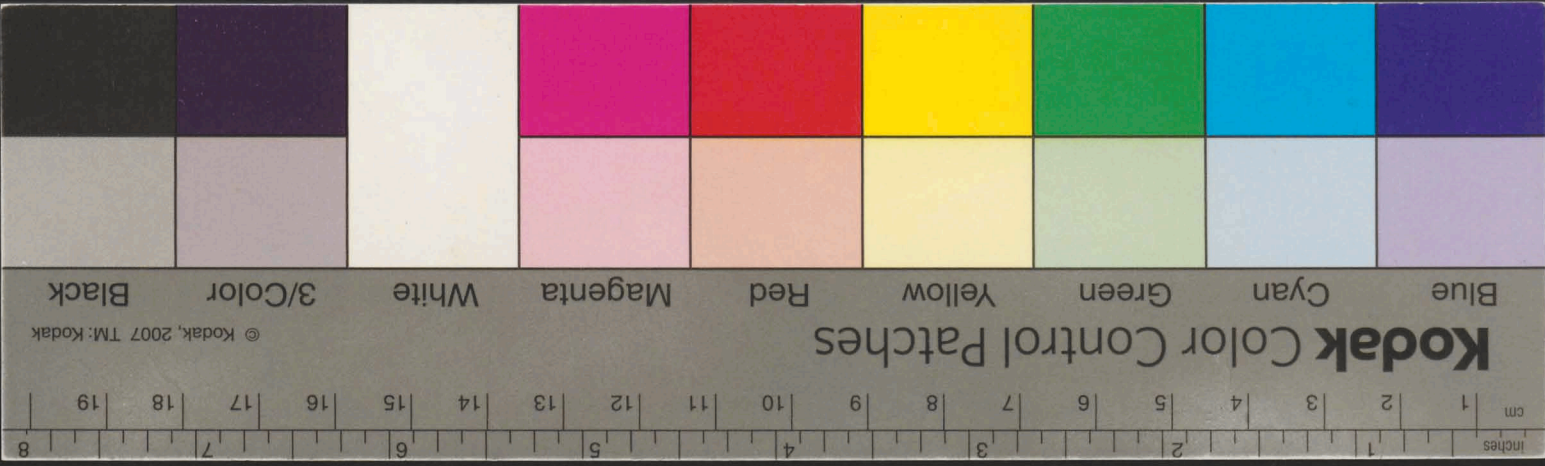 inches 1 2 3 4 5 6 7 8
cm 1 2 3 4 5 6 7 8 9 10 11 12 13 14 15 16 17 18 19
Kodak Color Control Patches
© Kodak, 2007 TM: Kodak
Blue Cyan Green Yellow Red Magenta White 3/Color Black